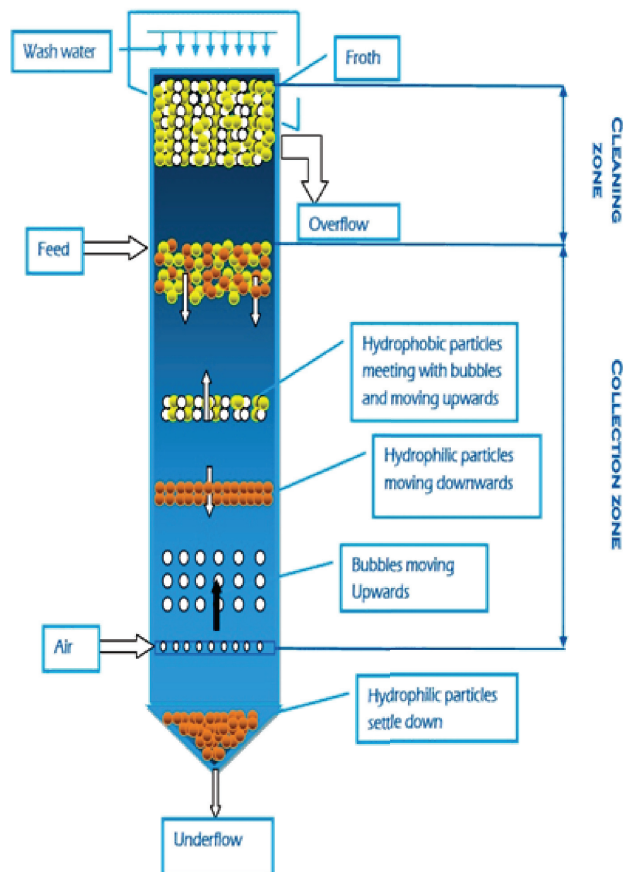 Wash water
Froth
CLEANING
ZONE
Overflow
Feed
Hydrophobic particles
meeting with bubbles
and moving upwards
COLLECTION ZONE
Hydrophilic particles
moving downwards
Bubbles moving
Upwards
Air
Hydrophilic particles
settle down
Underflow